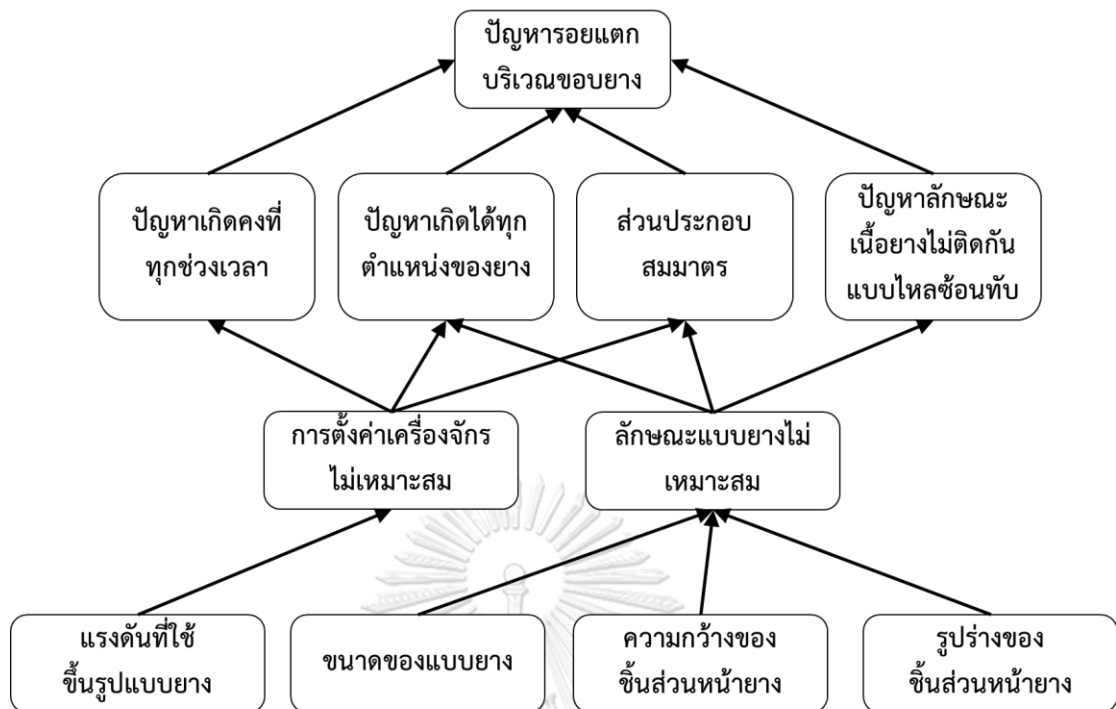 ปัญหารอยแตก
บริเวณขอบยาง
ปัญหาเกิดคงที่
ทุกช่วงเวลา
ปัญหาเกิดได้ทุก
ตำแหน่งของยาง
ส่วนประกอบ
สมมาตร
ปัญหาลักษณะ
เนื้อยางไม่ติดกัน
แบบไหลซ้อนทับ
การตั้งค่าเครื่องจักร
ไม่เหมาะสม
ลักษณะแบบยางไม่
เหมาะสม
แรงดันที่ใช้
ขึ้นรูปแบบยาง
ขนาดของแบบยาง
ความกว้างของ
ชิ้นส่วนหน้ายาง
รูปร่างของ
ชิ้นส่วนหน้ายาง